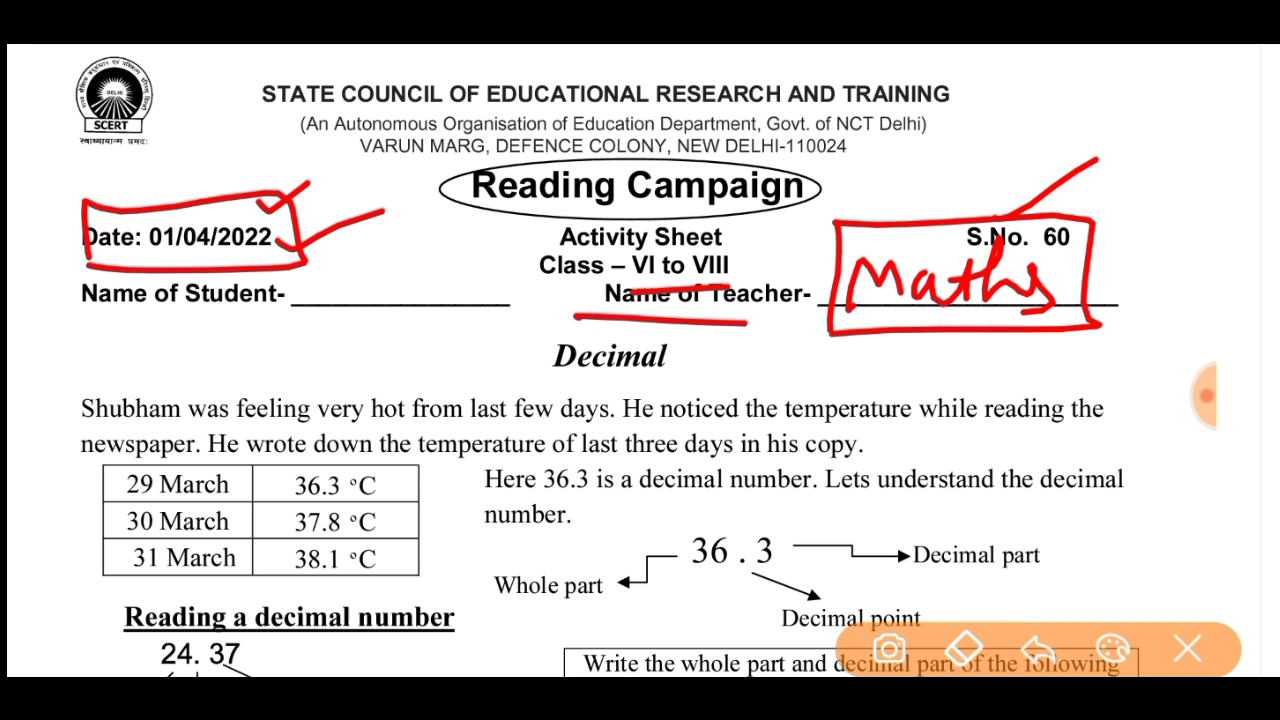 STATE COUNCIL OF EDUCATIONAL RESEARCH AND TRAINING
(An Autonomous Organisation of Education Department, Govt. of NCT Delhi)
VARUN MARG, DEFENCE COLONY, NEW DELHI-110024
DELHI
SCERT
Reading Campaign
Date: 01/04/2022 Activity Sheet S.No. 60
Class – VI to VIII
Maths
Name of Student- Name of Teacher-
Decimal
Shubham was feeling very hot from last few days. He noticed the temperature while reading the
newspaper. He wrote down the temperature of last three days in his copy.
29 March 36.3 °C
30 March 37.8 °C
31 March 38.1 °C
Here 36.3 is a decimal number. Lets understand the decimal
number.
36 . 3
Decimal part
Whole part
Decimal point
Reading a decimal number
24. 37
Write the whole part and decimal part of the following